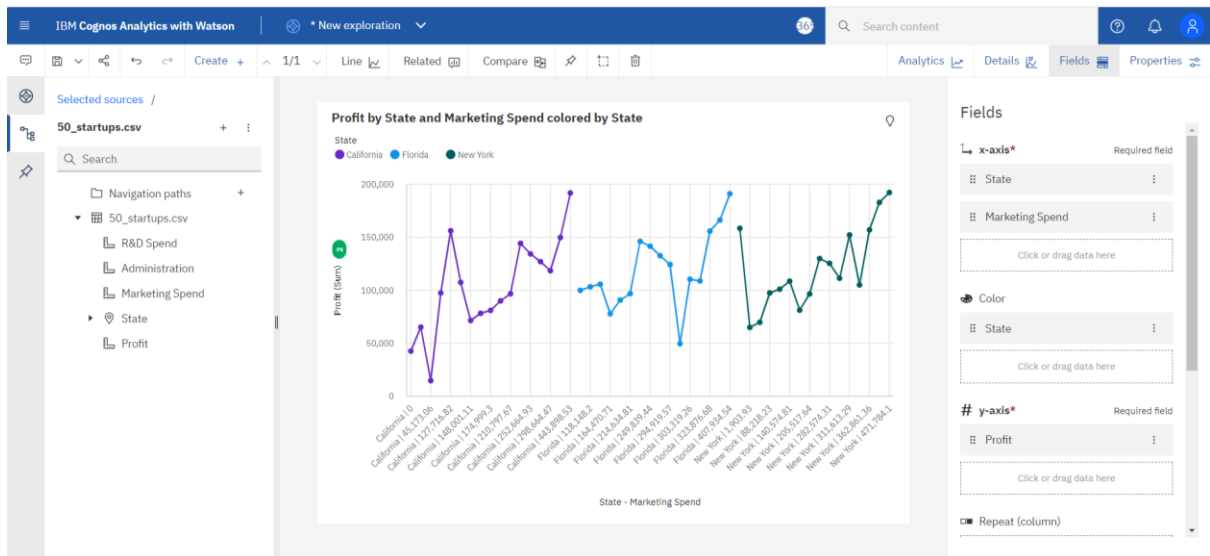 IBM Cognos Analytics with Watson
* New exploration
Search content
Create +
1/1
Line
Related
Compare
Analytics
Details
Fields
Properties
Selected sources /
50_startups.csv
Search
Navigation paths
50_startups.csv
R&D Spend
Administration
Marketing Spend
State
Profit
Profit by State and Marketing Spend colored by State
State
California
Florida
New York
200,000
150,000
100,000
50,000
0
Profit (Sum)
California | 0
California | 45,173.06
California | 127,716.82
California | 148,001.11
California | 174,999.3
California | 210,797.67
California | 252,664.93
California | 298,664.47
California | 443,898.53
Florida | 118,148.2
Florida | 164,470.71
Florida | 214,634.81
Florida | 249,839.44
Florida | 294,919.57
Florida | 303,319.26
Florida | 323,876.68
Florida | 407,934.54
New York | 1,903.93
New York | 88,218.23
New York | 140,574.81
New York | 205,517.64
New York | 282,574.31
New York | 311,613.29
New York | 362,861.36
New York | 471,784.1
State - Marketing Spend
Fields
x-axis*
Required field
State
Marketing Spend
Click or drag data here
Color
State
Click or drag data here
# y-axis*
Required field
Profit
Click or drag data here
Repeat (column)